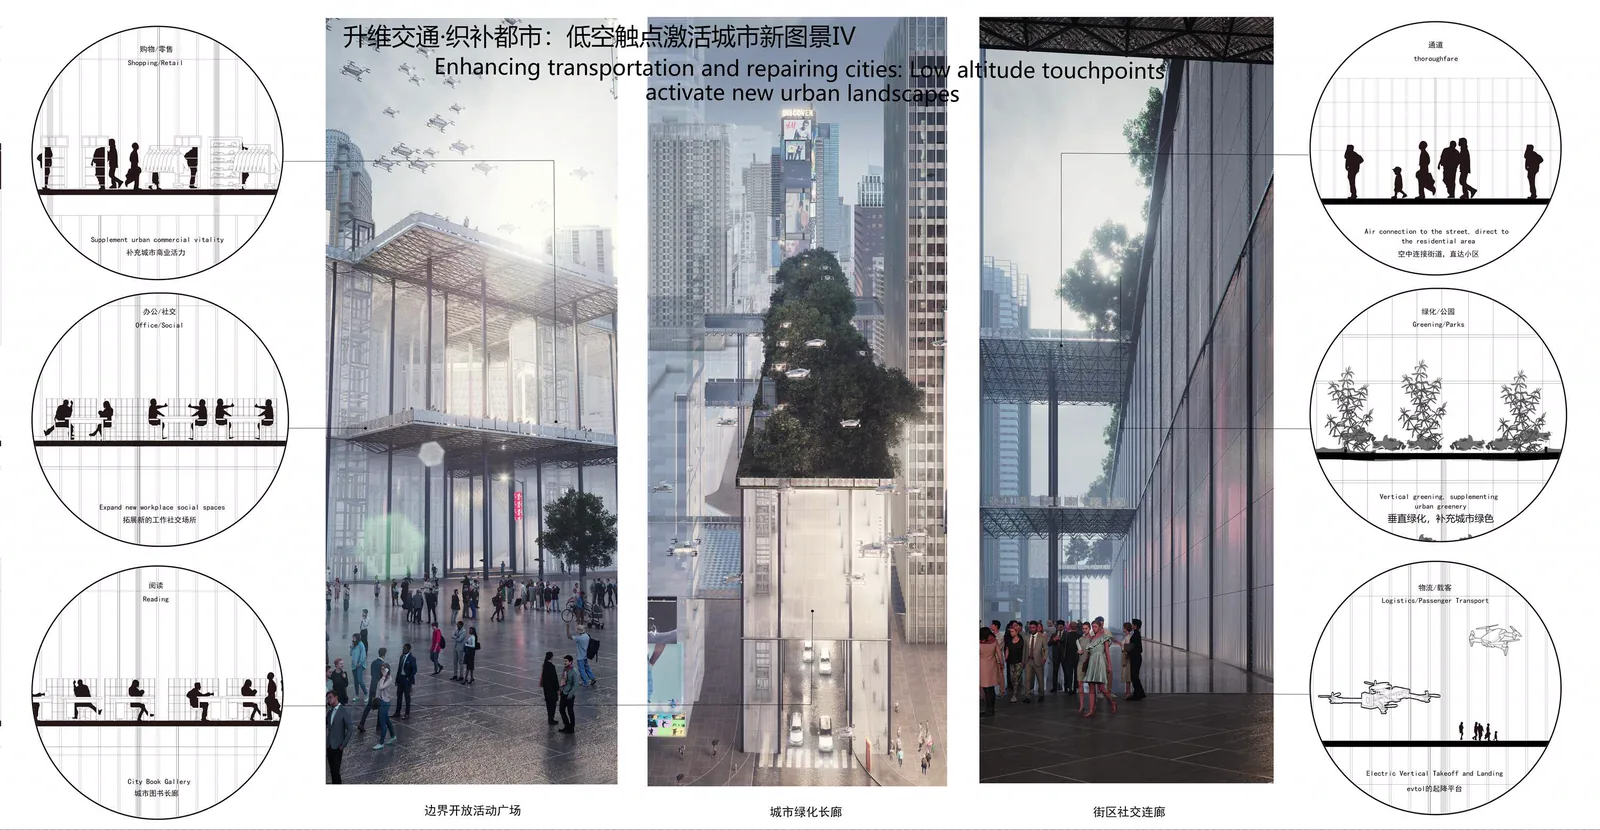 升维交通·织补都市：低空触点激活城市新图景IV
Enhancing transportation and repairing cities: Low altitude touchpoints
activate new urban landscapes
购物/零售
Shopping/Retail
Supplement urban commercial vitality
补充城市商业活力
办公/社交
Office/Social
Expand new workplace social spaces
拓展新的工作社交场所
阅读
Reading
City Book Gallery
城市图书长廊
DISCOVER
H&M
边界开放活动广场
城市绿化长廊
街区社交连廊
通道
thoroughfare
Air connection to the street, direct to
the residential area
空中连接街道，直达小区
绿化/公园
Greening/Parks
Vertical greening, supplementing
urban greenery
垂直绿化，补充城市绿色
物流/载客
Logistics/Passenger Transport
Electric Vertical Takeoff and Landing
evtol的起降平台